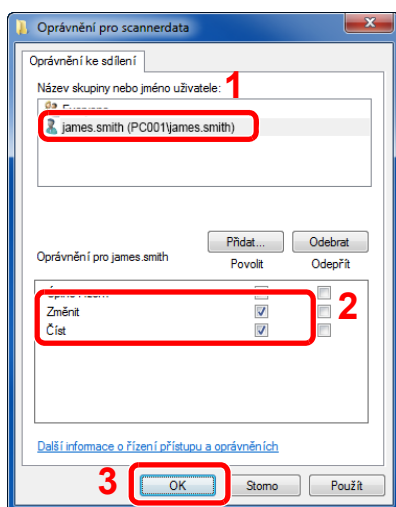 Oprávnění pro scannerdata
Oprávnění ke sdílení
Název skupiny nebo jméno uživatele:
1
james.smith (PC001\james.smith)
Přidat...
Odebrat
Oprávnění pro james.smith
Povolit
Odepřít
2
Změnit
Číst
Další informace o řízení přístupu a oprávněních
3
OK
Storno
Použít